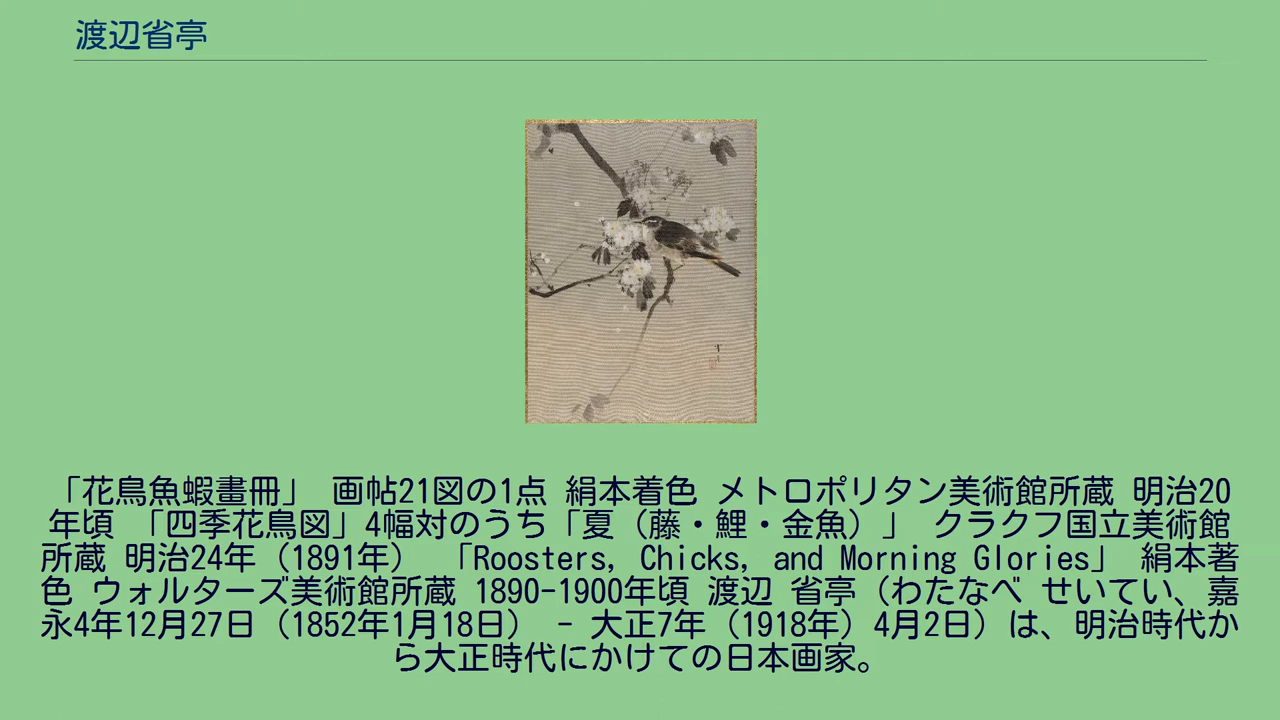 渡辺省亭
「花鳥魚蝦畫冊」 画帖21図の1点 絹本着色 メトロポリタン美術館所蔵 明治20
年頃 「四季花鳥図」4幅対のうち「夏（藤・鯉・金魚）」 クラクフ国立美術館
所蔵 明治24年（1891年） 「Roosters, Chicks, and Morning Glories」 絹本著
色 ウォルターズ美術館所蔵 1890-1900年頃 渡辺 省亭（わたなべ せいてい、嘉
永4年12月27日（1852年1月18日） - 大正7年（1918年）4月2日）は、明治時代か
ら大正時代にかけての日本画家。